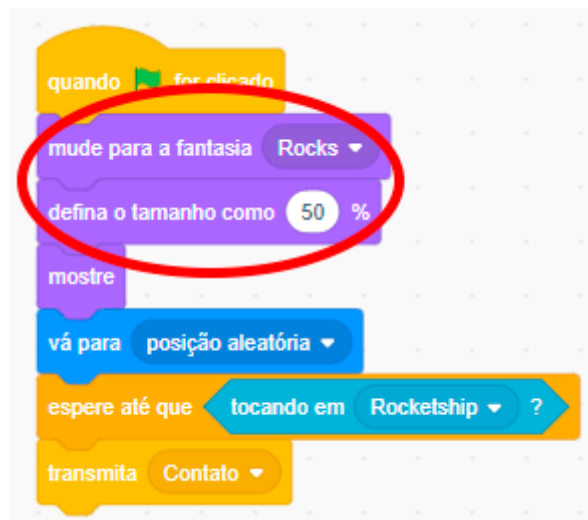 quando for clicado
mude para a fantasia Rocks
defina o tamanho como 50 %
mostre
vá para posição aleatória
espere até que tocando em Rocketship ?
transmita Contato